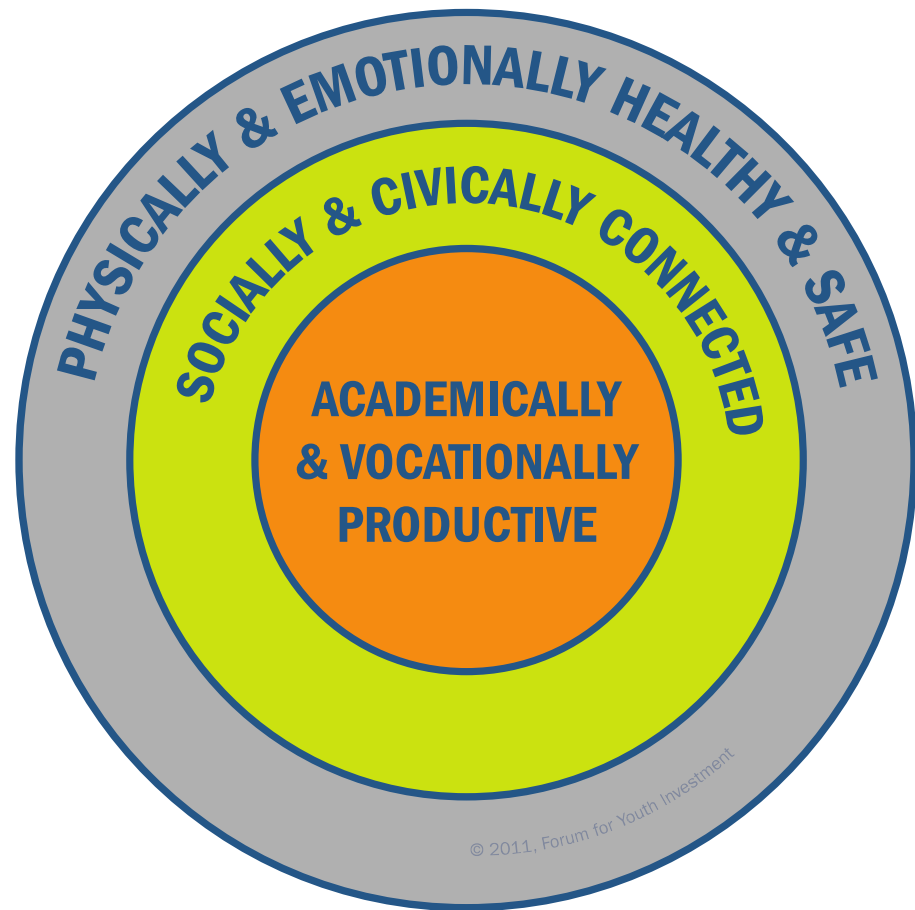 PHYSICALLY & EMOTIONALLY HEALTHY & SAFE
SOCIALLY & CIVICALLY CONNECTED
ACADEMICALLY
& VOCATIONALLY
PRODUCTIVE
© 2011, Forum for Youth Investment